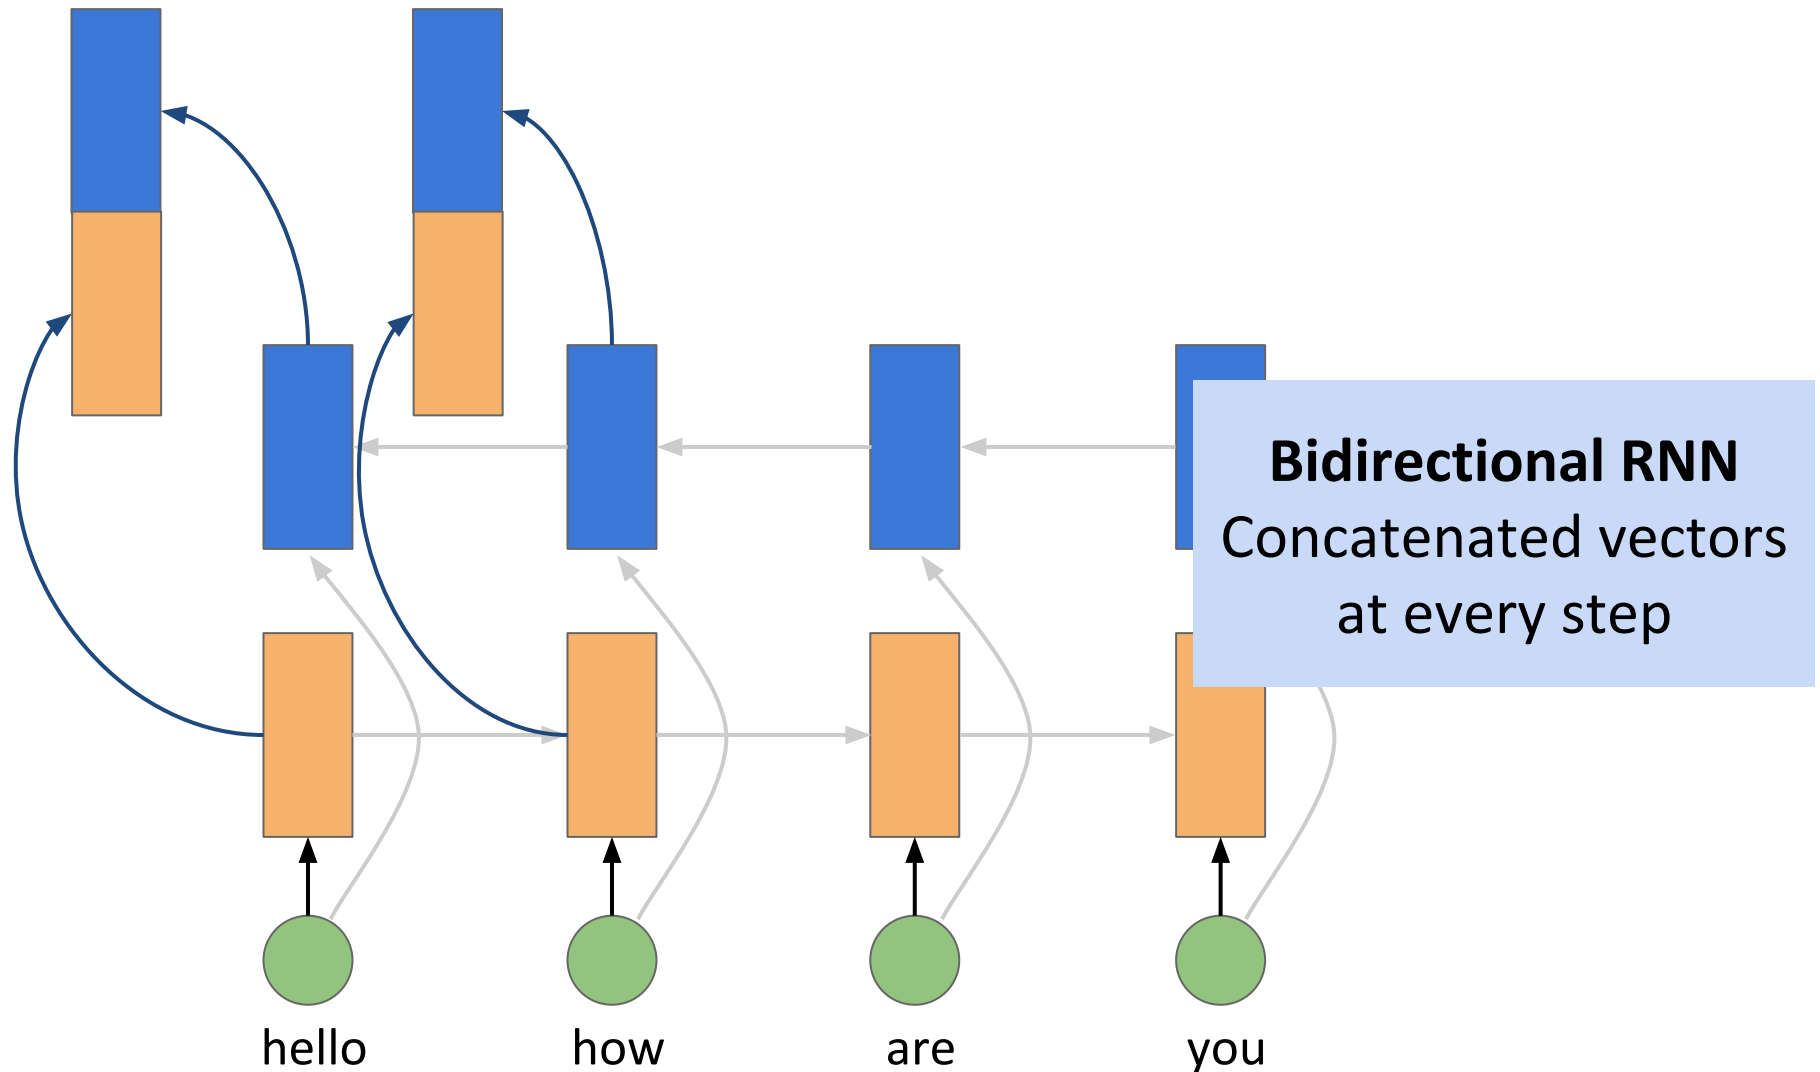 Bidirectional RNN
Concatenated vectors
at every step
hello how are you